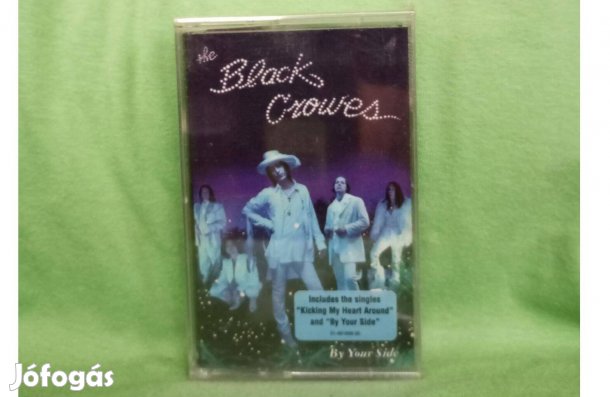 the
Black
Crowes
Includes the singles
"Kicking My Heart Around"
and "By Your Side"
By Your Side
Jófogás